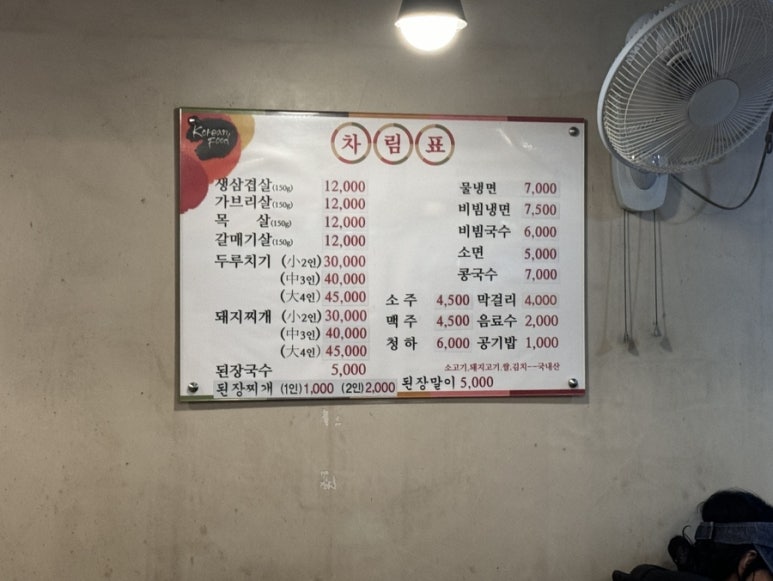 Korean Food
차림표
생삼겹살(150g) 12,000
가브리살(150g) 12,000
목 살(150g) 12,000
갈매기살(150g) 12,000
두루치기 (小2인) 30,000
(中3인) 40,000
(大4인) 45,000
돼지찌개 (小2인) 30,000
(中3인) 40,000
(大4인) 45,000
된장국수 5,000
된장찌개 (1인) 1,000 (2인) 2,000 된장말이 5,000
물냉면 7,000
비빔냉면 7,500
비빔국수 6,000
소면 5,000
콩국수 7,000
소주 4,500 막걸리 4,000
맥주 4,500 음료수 2,000
청하 6,000 공기밥 1,000
소고기,돼지고기,쌀,김치--국내산